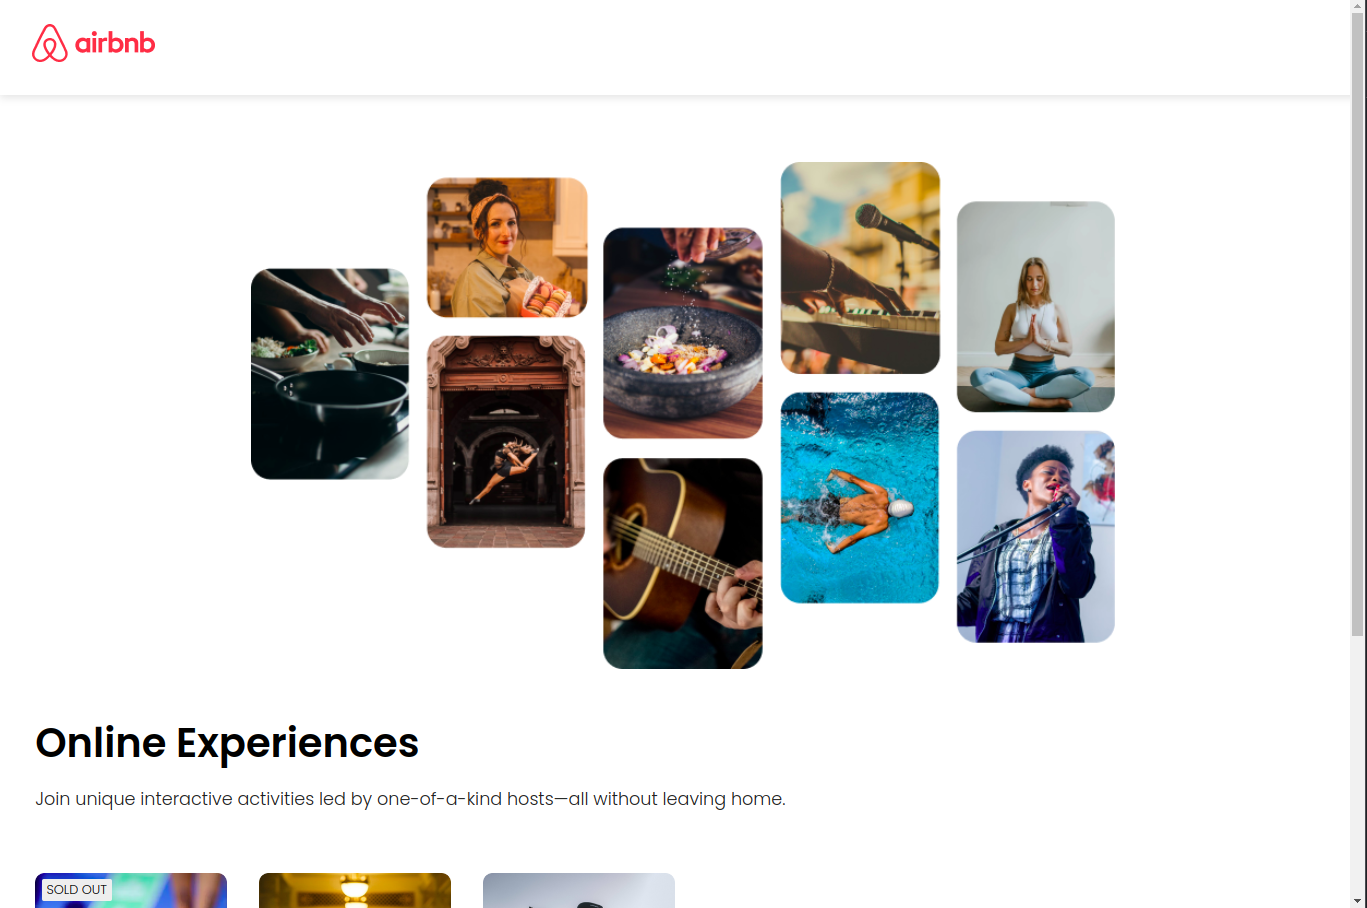 airbnb
Online Experiences
Join unique interactive activities led by one-of-a-kind hosts—all without leaving home.
SOLD OUT